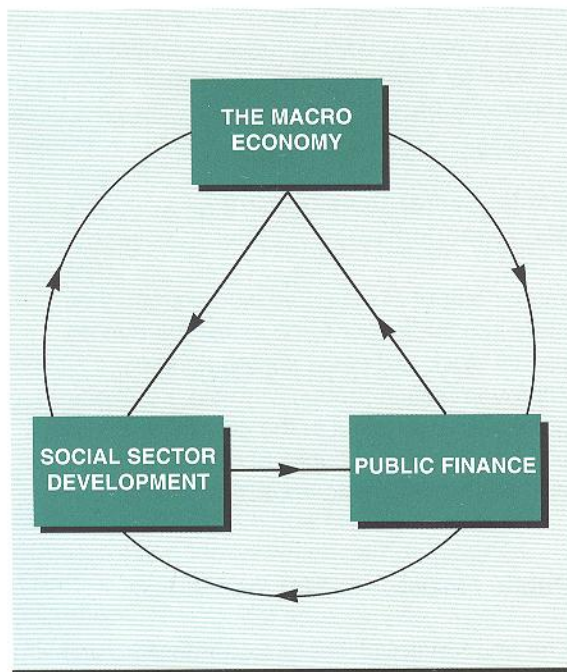 THE MACRO
ECONOMY
SOCIAL SECTOR
DEVELOPMENT
PUBLIC FINANCE